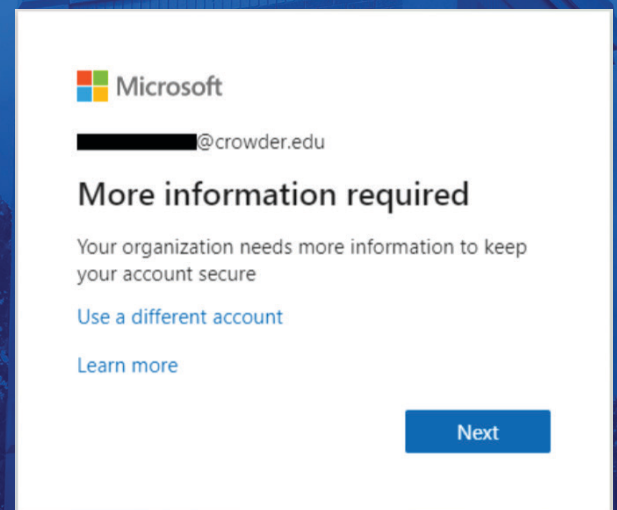 Microsoft
@crowder.edu
More information required
Your organization needs more information to keep
your account secure
Use a different account
Learn more
Next